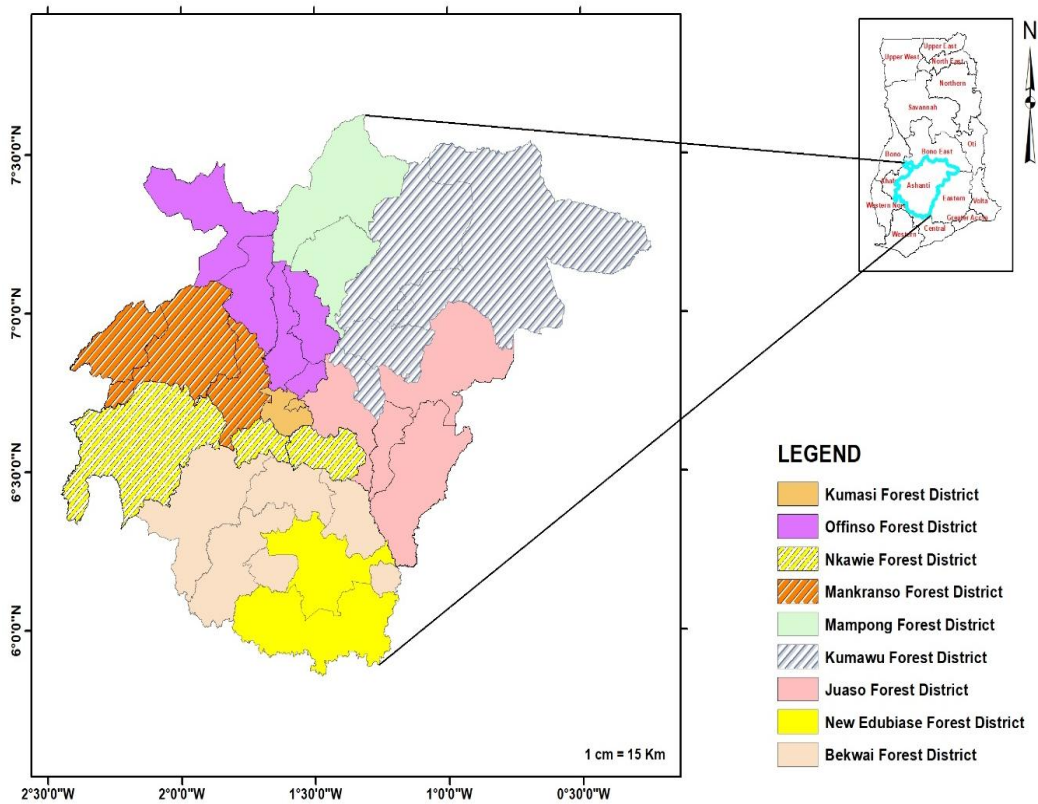 N
Upper East
Upper West
North East
Northern
Savannah
Oti
Bono East
Bono
Ahaf
Ashanti
Eastern
Volta
Western Nor
Greater Accra
Central
Western
7°30'0"N
7°0'0"N
6°30'0"N
6°0'0"N
LEGEND
Kumasi Forest District
Offinso Forest District
Nkawie Forest District
Mankranso Forest District
Mampong Forest District
Kumawu Forest District
Juaso Forest District
New Edubiase Forest District
Bekwai Forest District
1 cm = 15 Km
2°30'0"W
2°0'0"W
1°30'0"W
1°0'0"W
0°30'0"W